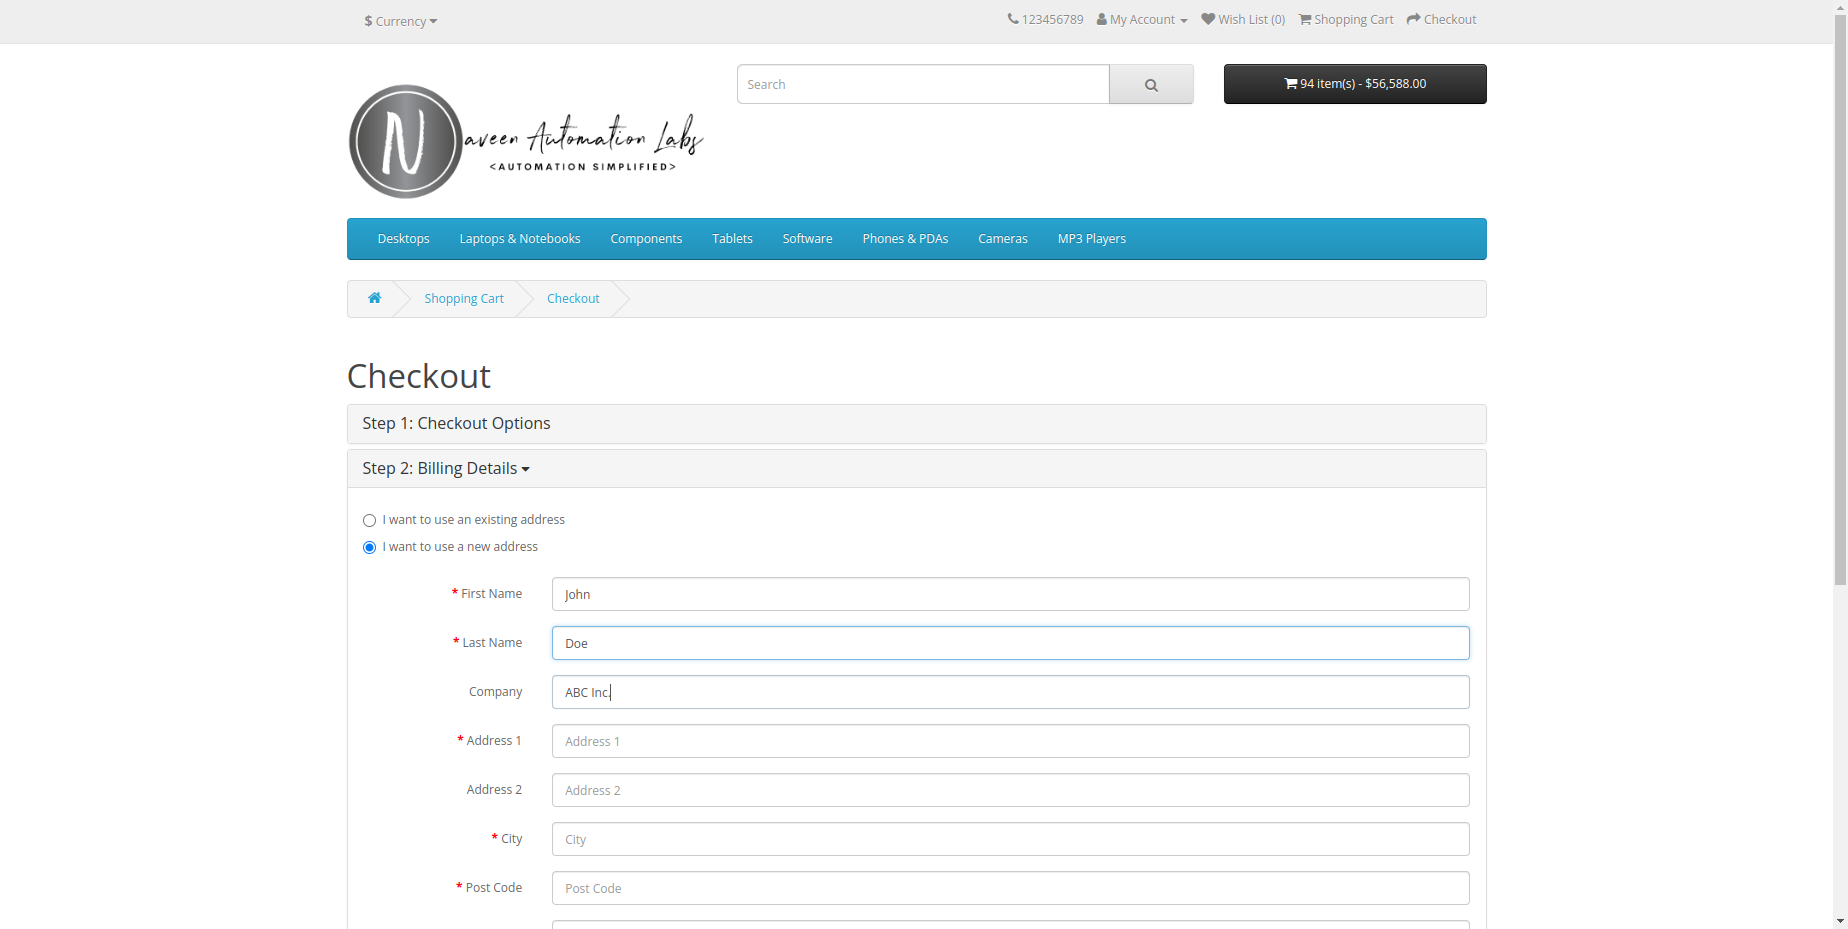 $ Currency
123456789 My Account Wish List (0) Shopping Cart Checkout
Search
94 item(s) - $56,588.00
N aveen Automation Labs
<AUTOMATION SIMPLIFIED>
Desktops Laptops & Notebooks Components Tablets Software Phones & PDAs Cameras MP3 Players
Shopping Cart Checkout
Checkout
Step 1: Checkout Options
Step 2: Billing Details
I want to use an existing address
I want to use a new address
* First Name John
* Last Name Doe
Company ABC Inc.
* Address 1 Address 1
Address 2 Address 2
* City City
* Post Code Post Code